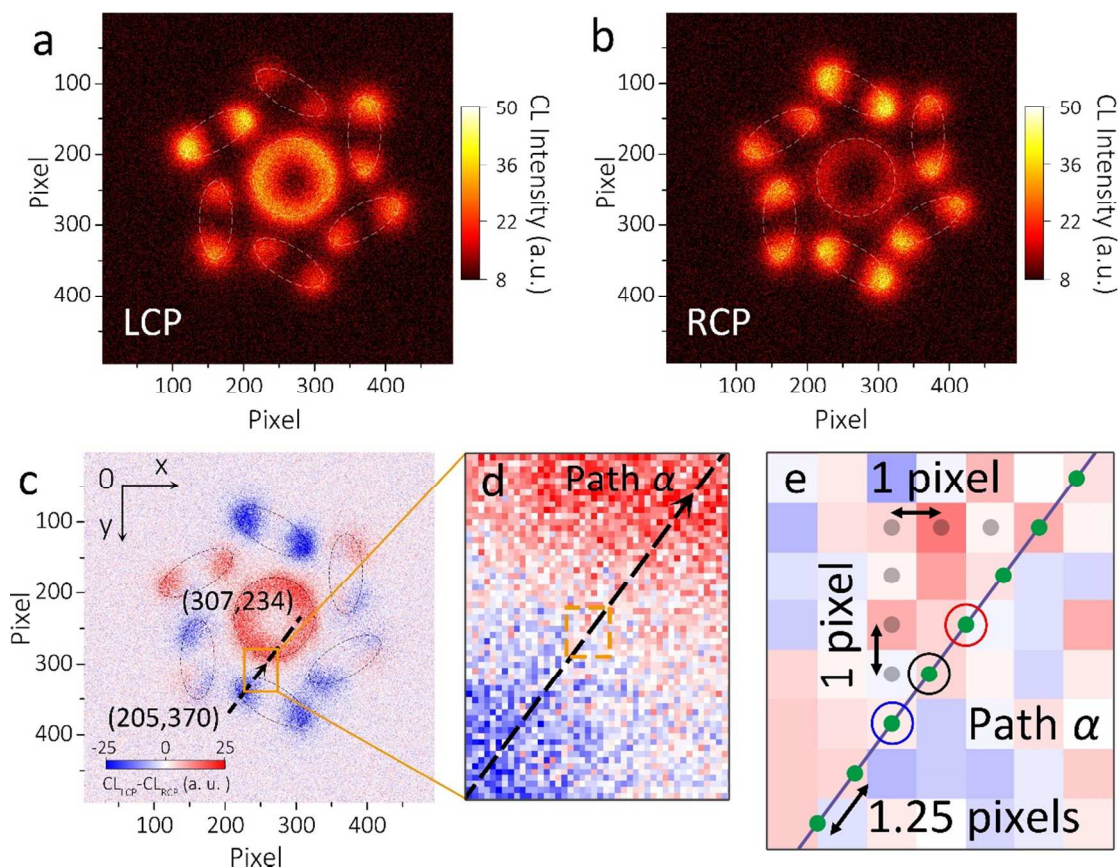 a
100
200
300
400
Pixel
100 200 300 400
Pixel
LCP
50
36
22
8
CL Intensity (a.u.)
b
100
200
300
400
Pixel
100 200 300 400
Pixel
RCP
50
36
22
8
CL Intensity (a.u.)
c
0 x
y
100
200
300
400
Pixel
(307,234)
(205,370)
-25 0 25
CL_LCP-CL_RCP (a. u. )
100 200 300 400
Pixel
d
Path α
e
1 pixel
1 pixel
Path α
1.25 pixels